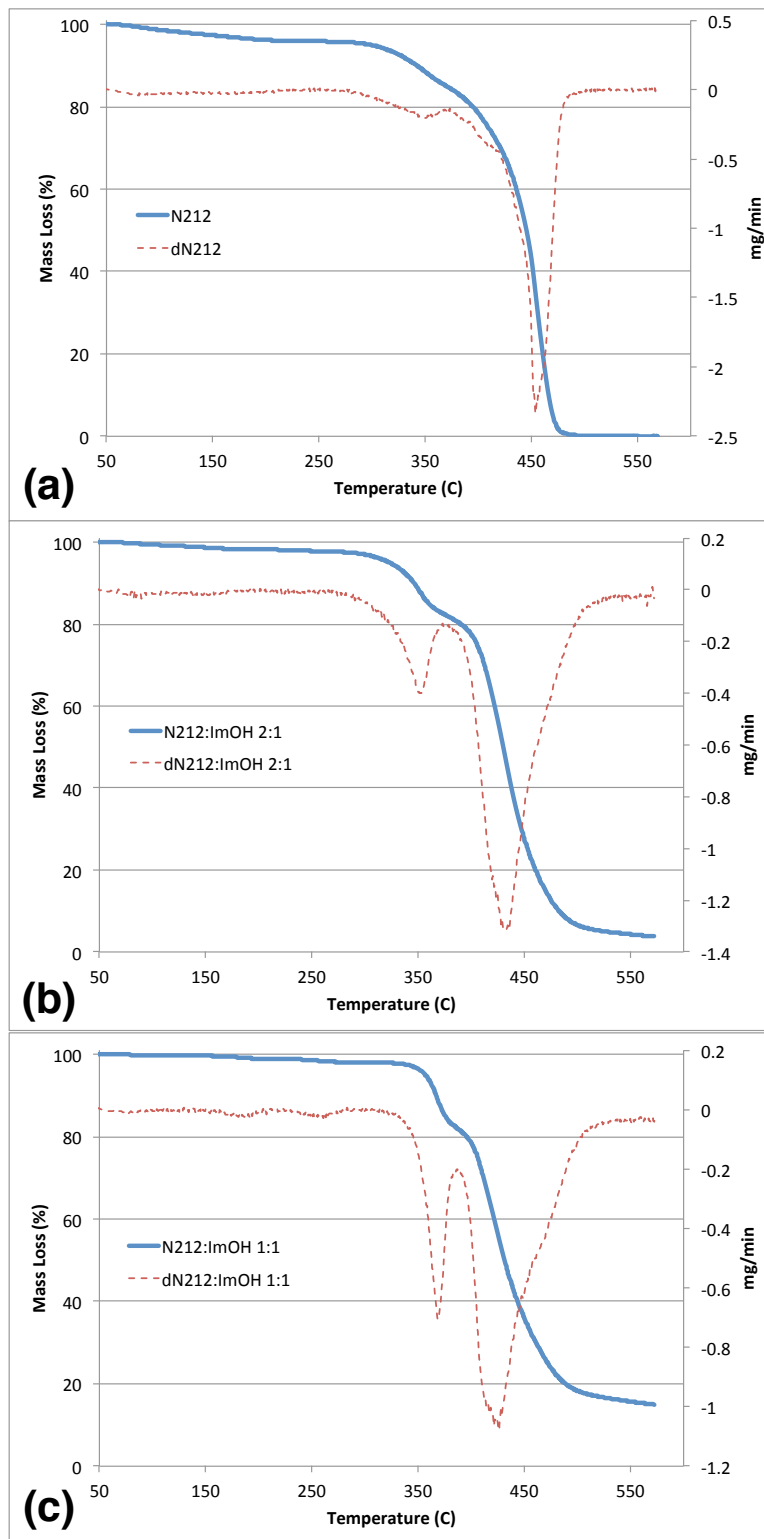 100
80
60
40
20
0
Mass Loss (%)
N212
dN212
0.5
0
-0.5
-1
-1.5
-2
-2.5
mg/min
50 150 250 350 450 550
Temperature (C)
(a)
100
80
60
40
20
0
Mass Loss (%)
N212:ImOH 2:1
dN212:ImOH 2:1
0.2
0
-0.2
-0.4
-0.6
-0.8
-1
-1.2
-1.4
mg/min
50 150 250 350 450 550
Temperature (C)
(b)
100
80
60
40
20
0
Mass Loss (%)
N212:ImOH 1:1
dN212:ImOH 1:1
0.2
0
-0.2
-0.4
-0.6
-0.8
-1
-1.2
mg/min
50 150 250 350 450 550
Temperature (C)
(c)